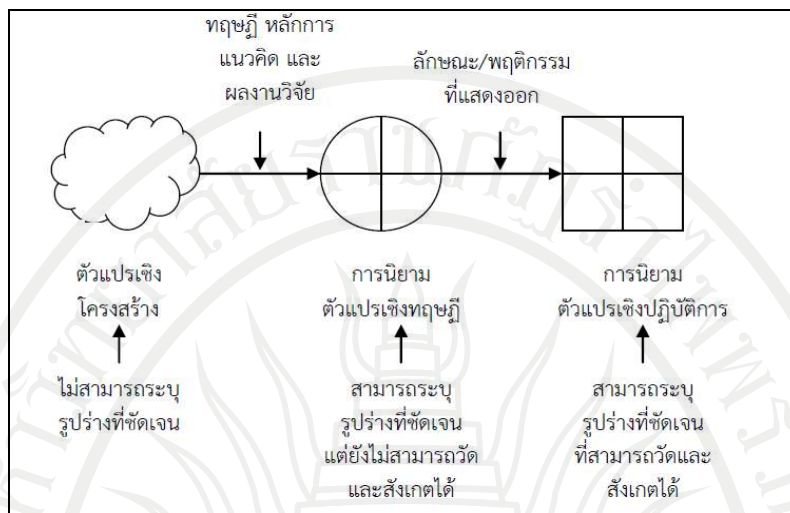 ทฤษฎี หลักการ
แนวคิด และ
ผลงานวิจัย
ลักษณะ/พฤติกรรม
ที่แสดงออก
ตัวแปรเชิง
โครงสร้าง
การนิยาม
ตัวแปรเชิงทฤษฏี
การนิยาม
ตัวแปรเชิงปฏิบัติการ
ไม่สามารถระบุ
รูปร่างที่ชัดเจน
สามารถระบุ
รูปร่างที่ชัดเจน
แต่ยังไม่สามารถวัด
และสังเกตได้
สามารถระบุ
รูปร่างที่ชัดเจน
ที่สามารถวัดและ
สังเกตได้